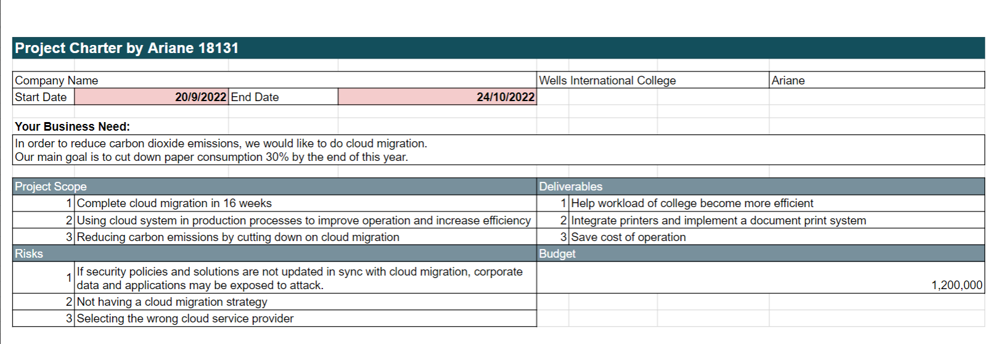 Project Charter by Ariane 18131
Company Name Wells International College Ariane
Start Date 20/9/2022 End Date 24/10/2022
Your Business Need:
In order to reduce carbon dioxide emissions, we would like to do cloud migration.
Our main goal is to cut down paper consumption 30% by the end of this year.
Project Scope Deliverables
1 Complete cloud migration in 16 weeks 1 Help workload of college become more efficient
2 Using cloud system in production processes to improve operation and increase efficiency 2 Integrate printers and implement a document print system
3 Reducing carbon emissions by cutting down on cloud migration 3 Save cost of operation
Risks Budget
1 If security policies and solutions are not updated in sync with cloud migration, corporate
data and applications may be exposed to attack. 1,200,000
2 Not having a cloud migration strategy
3 Selecting the wrong cloud service provider